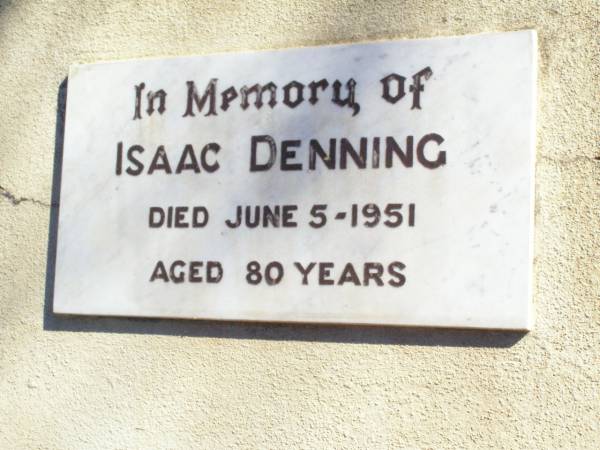 In Memory of
ISAAC DENNING
DIED JUNE 5-1951
AGED 80 YEARS